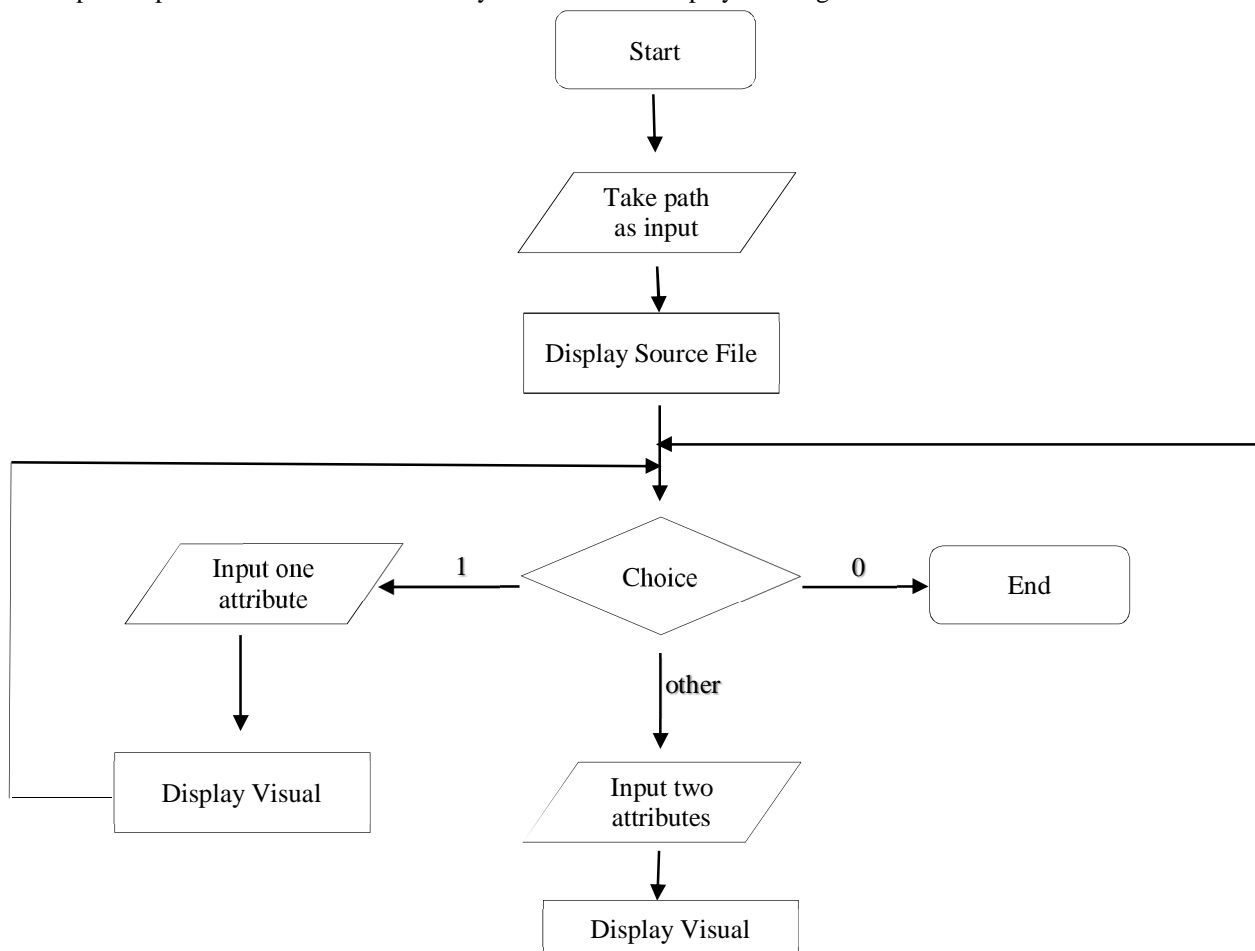 Start
Take path
as input
Display Source File
Choice
1
0
Input one
attribute
End
other
Display Visual
Input two
attributes
Display Visual